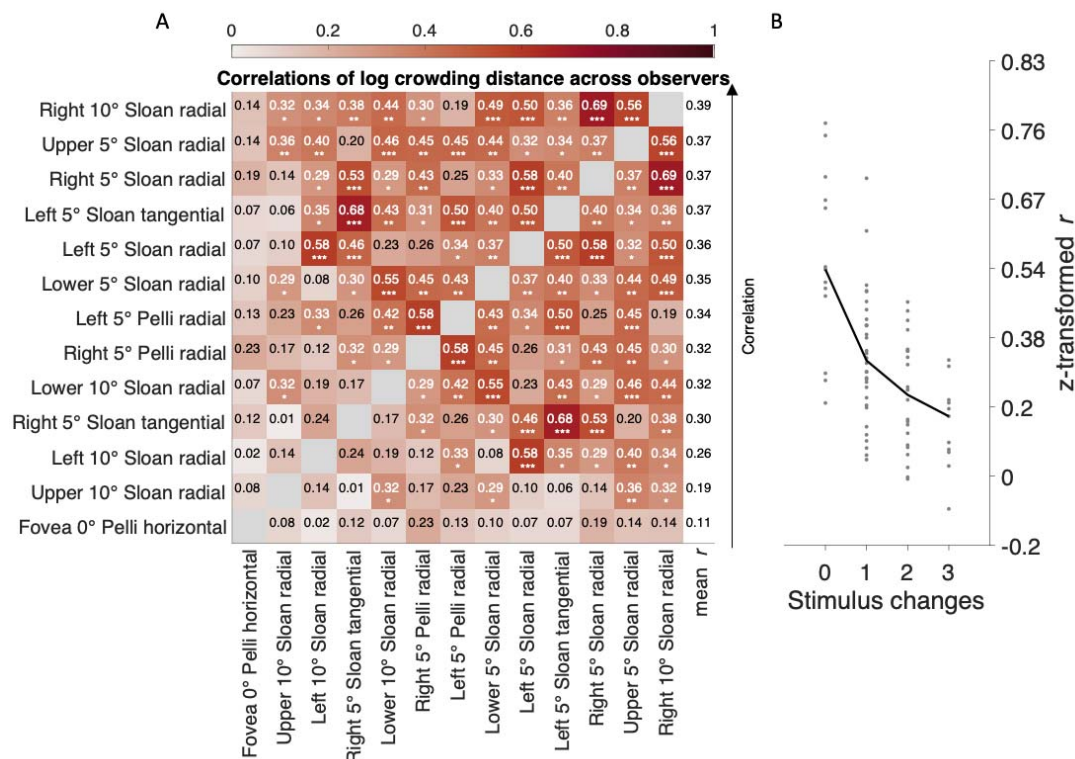 A
B
0 0.2 0.4 0.6 0.8 1
Correlations of log crowding distance across observers
Right 10° Sloan radial 0.14 0.32 * 0.34 * 0.38 ** 0.44 ** 0.30 * 0.19 0.49 *** 0.50 *** 0.36 ** 0.69 *** 0.56 *** 0.39
Upper 5° Sloan radial 0.14 0.36 ** 0.40 ** 0.20 0.46 *** 0.45 ** 0.45 *** 0.44 ** 0.32 * 0.34 * 0.37 ** 0.56 *** 0.37
Right 5° Sloan radial 0.19 0.14 0.29 * 0.53 *** 0.29 * 0.43 ** 0.25 0.33 * 0.58 *** 0.40 ** 0.37 ** 0.69 *** 0.37
Left 5° Sloan tangential 0.07 0.06 0.35 * 0.68 *** 0.43 ** 0.31 * 0.50 *** 0.40 ** 0.50 *** 0.40 ** 0.34 * 0.36 ** 0.37
Left 5° Sloan radial 0.07 0.10 0.58 *** 0.46 *** 0.23 0.26 0.34 * 0.37 ** 0.50 *** 0.58 *** 0.32 * 0.50 *** 0.36
Lower 5° Sloan radial 0.10 0.29 * 0.08 0.30 * 0.55 *** 0.45 ** 0.43 ** 0.37 ** 0.40 ** 0.33 * 0.44 ** 0.49 *** 0.35
Left 5° Pelli radial 0.13 0.23 0.33 * 0.26 0.42 ** 0.58 *** 0.43 ** 0.34 * 0.50 *** 0.25 0.45 *** 0.19 0.34
Right 5° Pelli radial 0.23 0.17 0.12 0.32 * 0.29 * 0.58 *** 0.45 ** 0.26 0.31 * 0.43 ** 0.45 ** 0.30 * 0.32
Lower 10° Sloan radial 0.07 0.32 * 0.19 0.17 0.29 * 0.42 ** 0.55 *** 0.23 0.43 ** 0.29 * 0.46 *** 0.44 ** 0.32
Right 5° Sloan tangential 0.12 0.01 0.24 0.17 0.32 * 0.26 0.30 * 0.46 *** 0.68 *** 0.53 *** 0.20 0.38 ** 0.30
Left 10° Sloan radial 0.02 0.14 0.24 0.19 0.12 0.33 * 0.08 0.58 *** 0.35 * 0.29 * 0.40 ** 0.34 * 0.26
Upper 10° Sloan radial 0.08 0.14 0.01 0.32 * 0.17 0.23 0.29 * 0.10 0.06 0.14 0.36 ** 0.32 * 0.19
Fovea 0° Pelli horizontal 0.08 0.02 0.12 0.07 0.23 0.13 0.10 0.07 0.07 0.19 0.14 0.14 0.11
Fovea 0° Pelli horizontal
Upper 10° Sloan radial
Left 10° Sloan radial
Right 5° Sloan tangential
Lower 10° Sloan radial
Right 5° Pelli radial
Left 5° Pelli radial
Lower 5° Sloan radial
Left 5° Sloan radial
Left 5° Sloan tangential
Right 5° Sloan radial
Upper 5° Sloan radial
Right 10° Sloan radial
mean r
Correlation
0.83
0.76
0.67
0.54
0.38
0.2
0
-0.2
z-transformed r
0 1 2 3
Stimulus changes